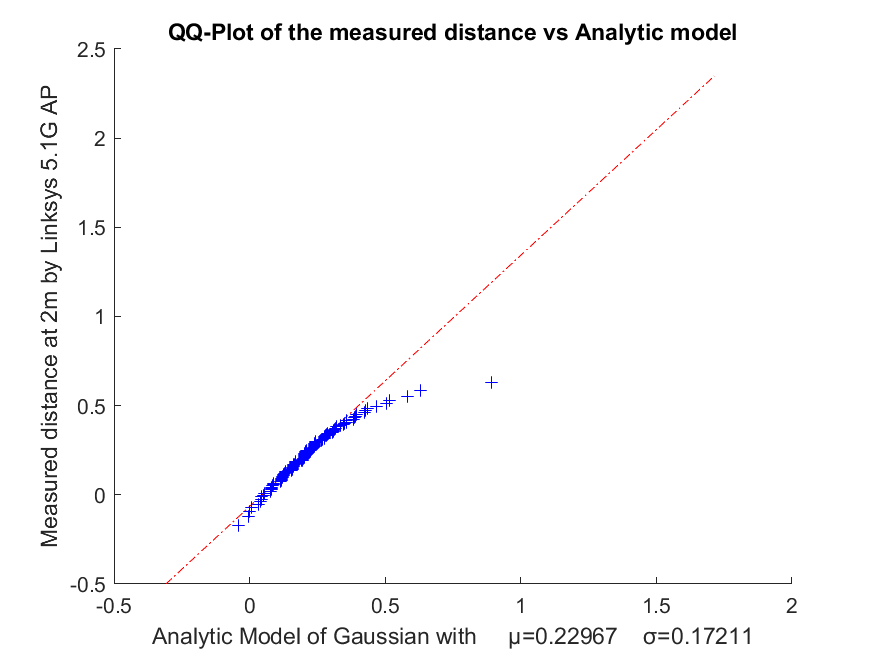 QQ-Plot of the measured distance vs Analytic model
Measured distance at 2m by Linksys 5.1G AP
2.5
2
1.5
1
0.5
0
-0.5
-0.5 0 0.5 1 1.5 2
Analytic Model of Gaussian with μ=0.22967 σ=0.17211